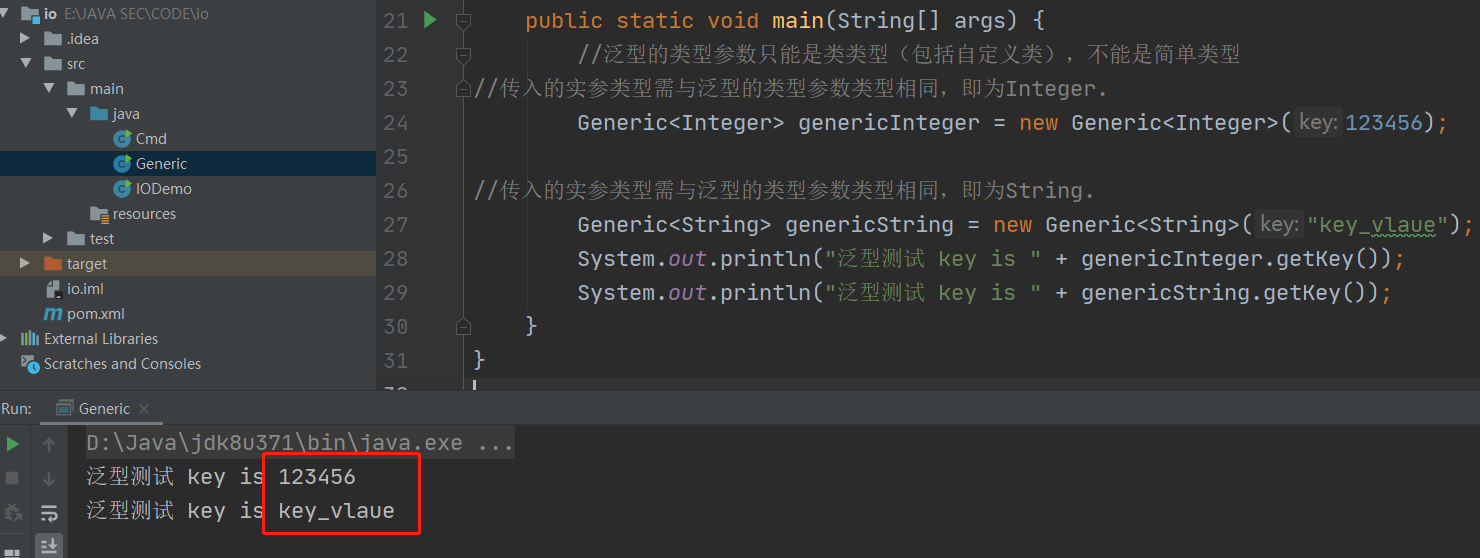 io E:\JAVA SEC\CODE\io
.idea
src
main
java
Cmd
Generic
IODemo
resources
test
target
io.iml
pom.xml
External Libraries
Scratches and Consoles
21 public static void main(String[] args) {
22 //泛型的类型参数只能是类类型（包括自定义类），不能是简单类型
23 //传入的实参类型需与泛型的类型参数类型相同，即为Integer.
24 Generic<Integer> genericInteger = new Generic<Integer>( key: 123456);
25
26 //传入的实参类型需与泛型的类型参数类型相同，即为String.
27 Generic<String> genericString = new Generic<String>( key: "key_vlaue");
28 System.out.println("泛型测试 key is " + genericInteger.getKey());
29 System.out.println("泛型测试 key is " + genericString.getKey());
30 }
31 }
Run: Generic ×
D:\Java\jdk8u371\bin\java.exe ...
泛型测试 key is 123456
泛型测试 key is key_vlaue